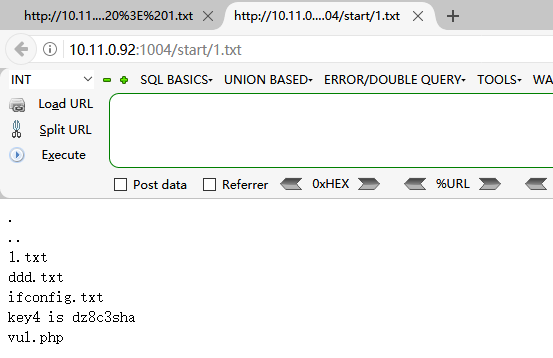 http://10.11....20%3E%201.txt
http://10.11.0....04/start/1.txt
10.11.0.92:1004/start/1.txt
INT
SQL BASICS
UNION BASED
ERROR/DOUBLE QUERY
TOOLS
WA
Load URL
Split URL
Execute
Post data
Referrer
0xHEX
%URL
.
..
1.txt
ddd.txt
ifconfig.txt
key4 is dz8c3sha
vul.php